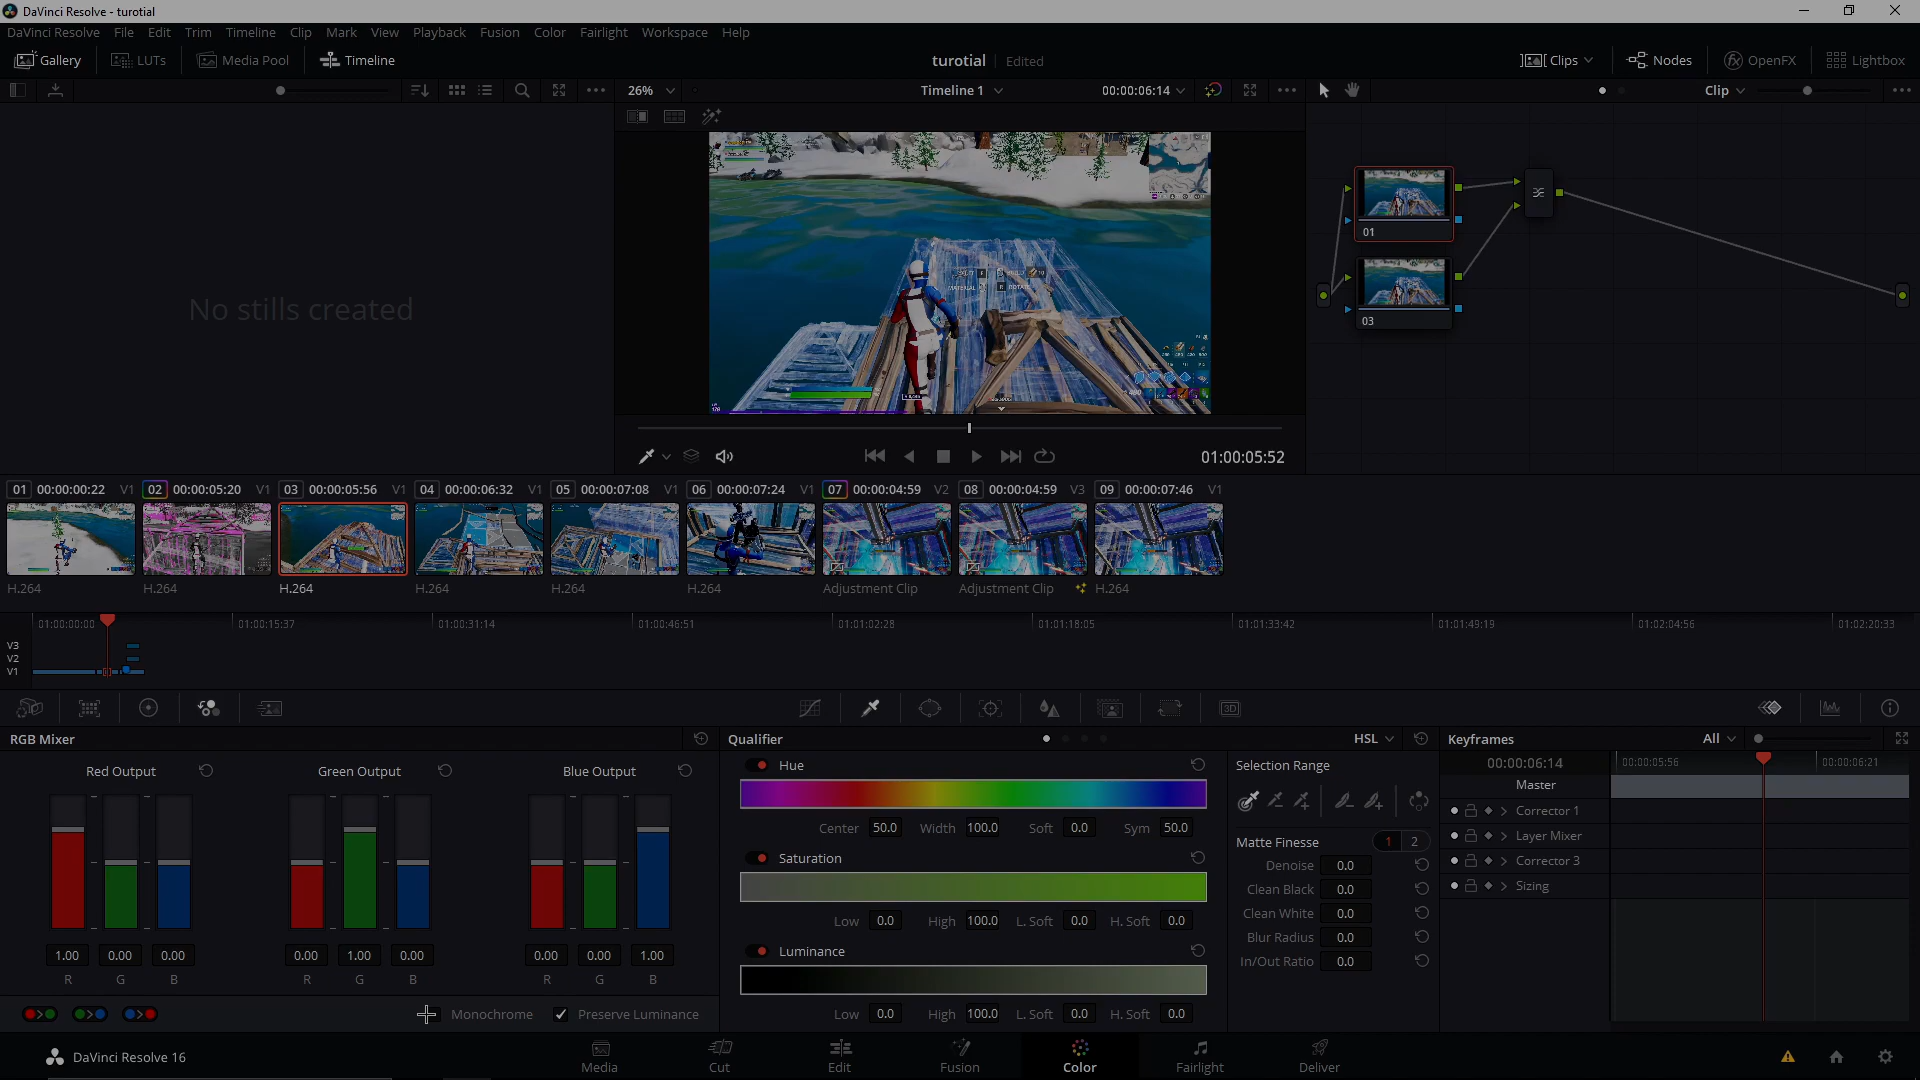 DaVinci Resolve - turotial
DaVinci Resolve File Edit Trim Timeline Clip Mark View Playback Fusion Color Fairlight Workspace Help
Gallery LUTs Media Pool Timeline turotial Edited Clips Nodes OpenFX Lightbox
26% Timeline 1 00:00:06:14 Clip
No stills created
01
03
01:00:05:52
01 00:00:00:22 V1 02 00:00:05:20 V1 03 00:00:05:56 V1 04 00:00:06:32 V1 05 00:00:07:08 V1 06 00:00:07:24 V1 07 00:00:04:59 V2 08 00:00:04:59 V3 09 00:00:07:46 V1
H.264 H.264 H.264 H.264 H.264 H.264 Adjustment Clip Adjustment Clip H.264
01:00:00:00 01:00:15:37 01:00:31:14 01:00:46:51 01:01:02:28 01:01:18:05 01:01:33:42 01:01:49:19 01:02:04:56 01:02:20:33
V3
V2
V1
RGB Mixer Qualifier HSL Keyframes All
Red Output Green Output Blue Output
1.00 0.00 0.00 0.00 1.00 0.00 0.00 0.00 1.00
R G B R G B R G B
Monochrome Preserve Luminance
Hue
Center 50.0 Width 100.0 Soft 0.0 Sym 50.0
Saturation
Low 0.0 High 100.0 L. Soft 0.0 H. Soft 0.0
Luminance
Low 0.0 High 100.0 L. Soft 0.0 H. Soft 0.0
Selection Range
Matte Finesse 1 2
Denoise 0.0
Clean Black 0.0
Clean White 0.0
Blur Radius 0.0
In/Out Ratio 0.0
00:00:06:14 00:00:05:56 00:00:06:21
Master
Corrector 1
Layer Mixer
Corrector 3
Sizing
3D
DaVinci Resolve 16
Media Cut Edit Fusion Color Fairlight Deliver